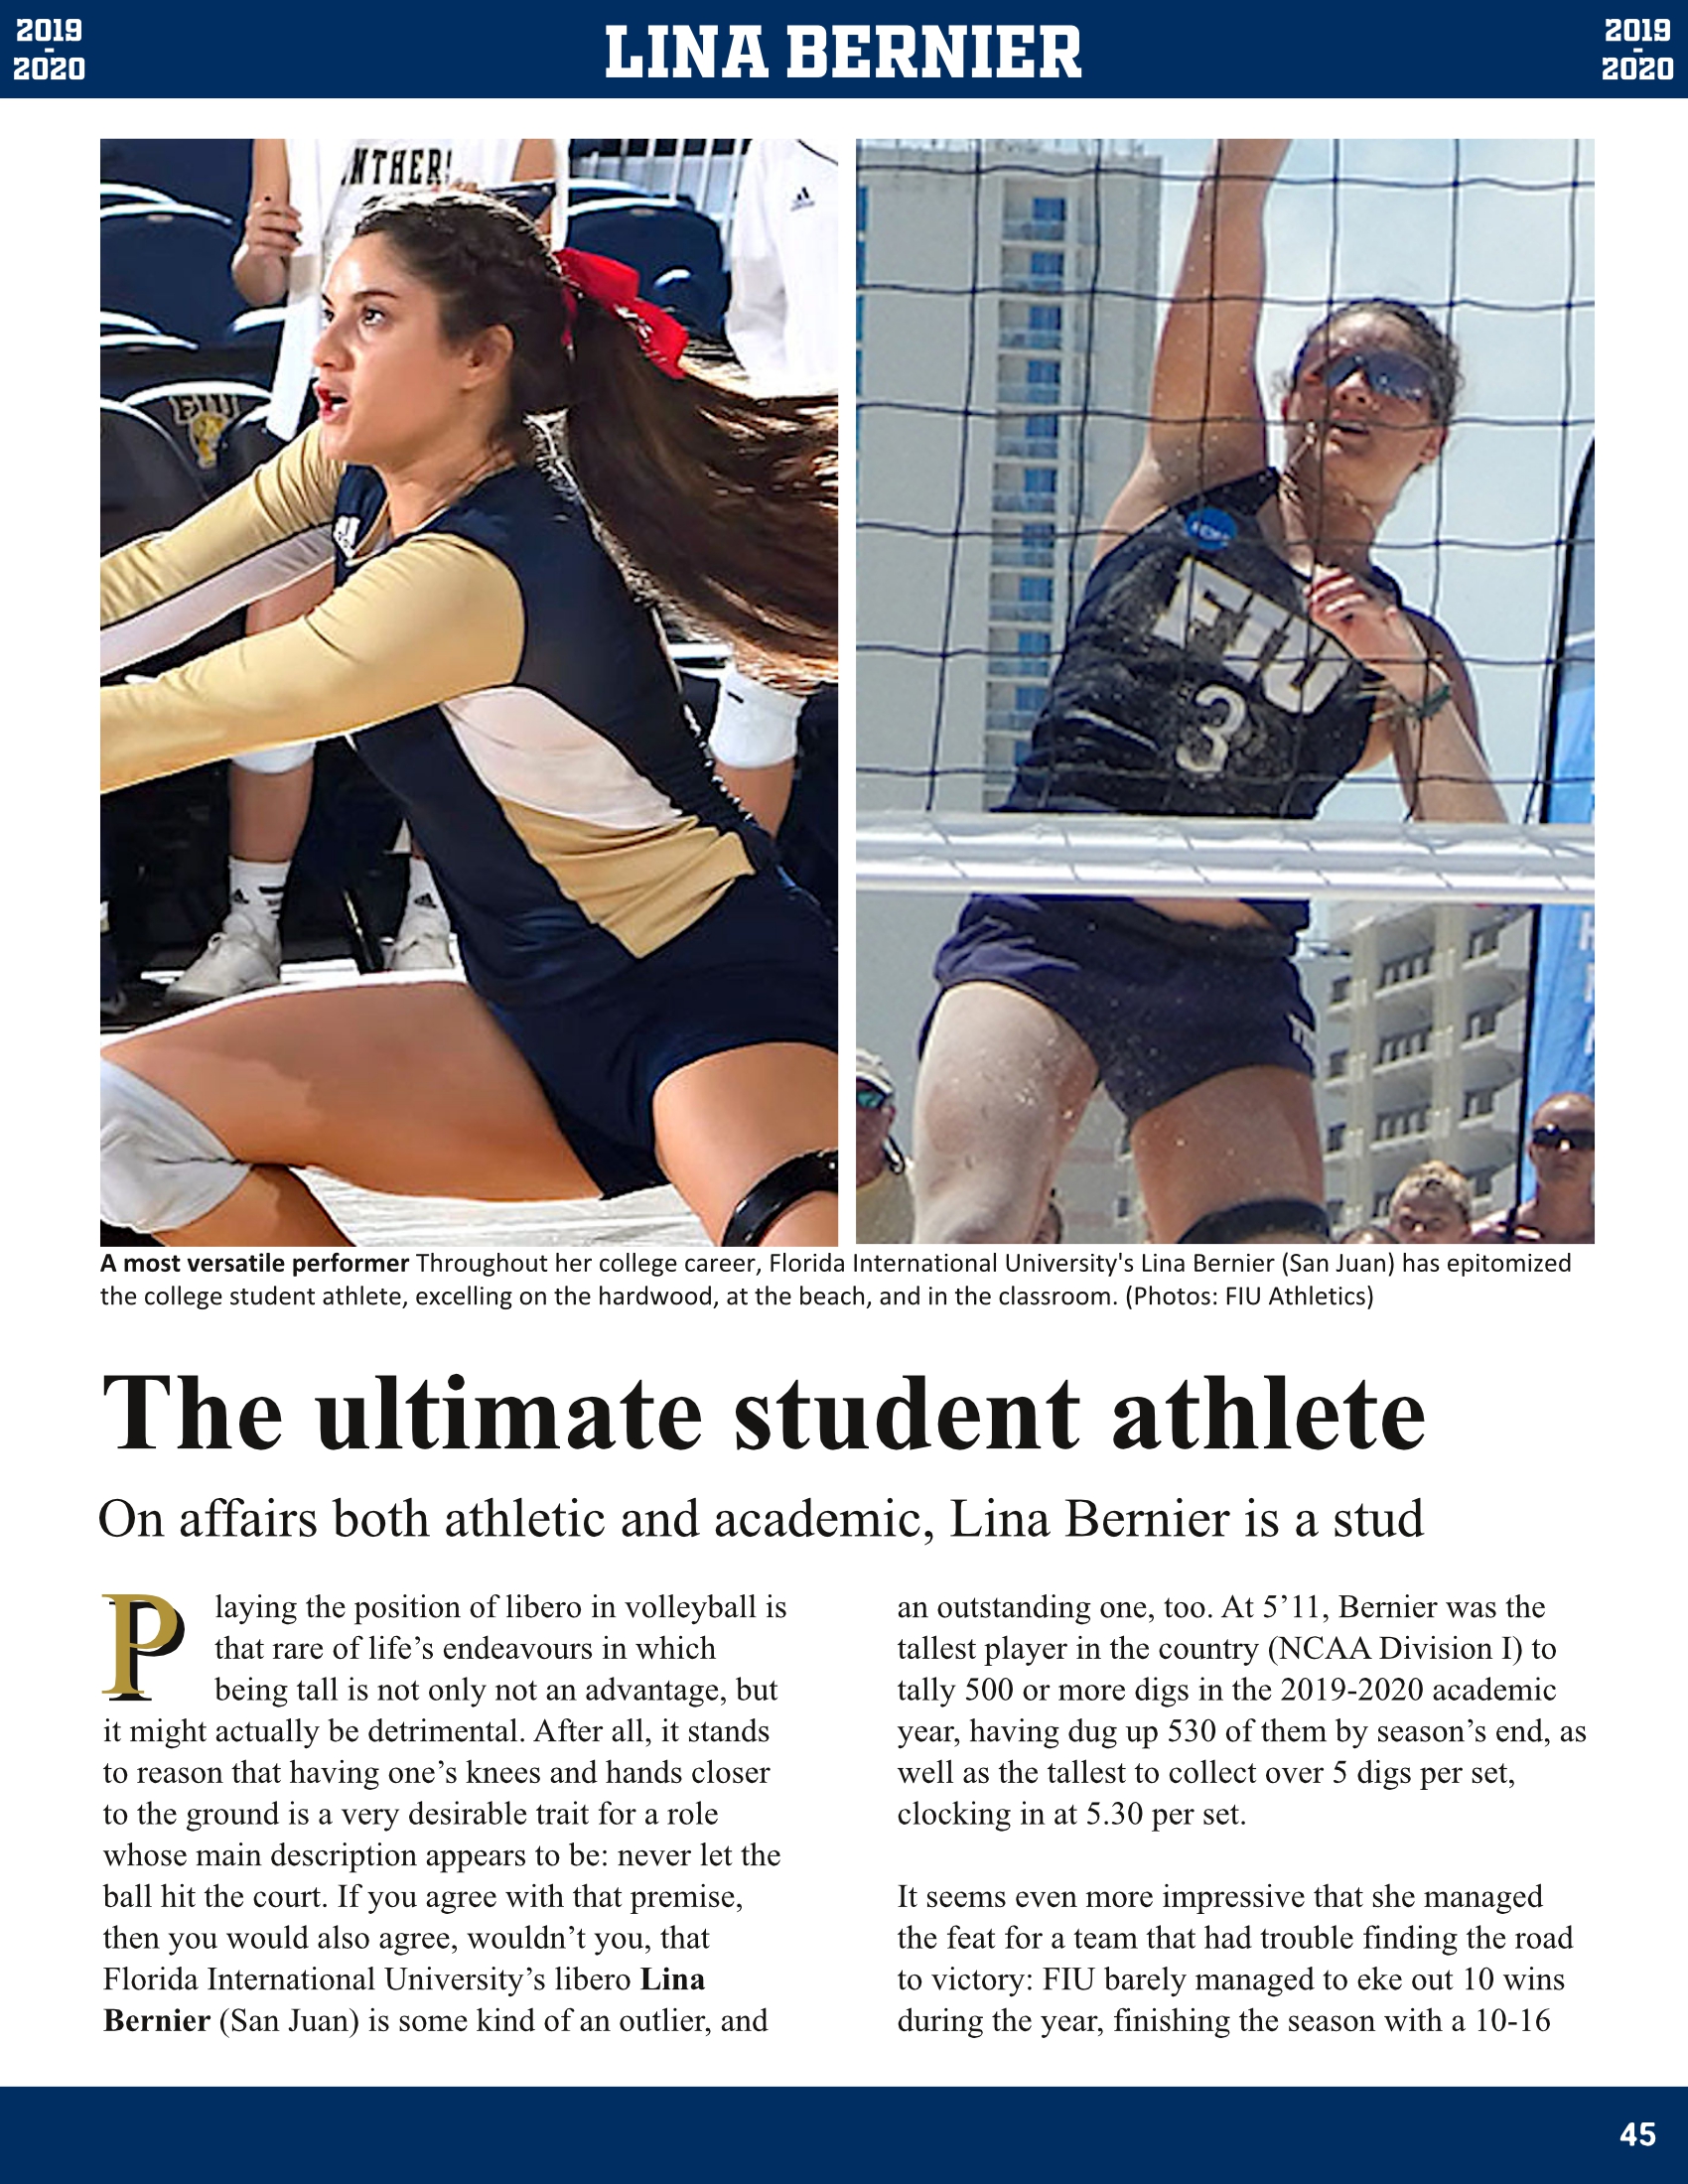 2019
-
2020
LINA BERNIER
2019
-
2020
NTHER
FIU
FIU
3
A most versatile performer Throughout her college career, Florida International University's Lina Bernier (San Juan) has epitomized
the college student athlete, excelling on the hardwood, at the beach, and in the classroom. (Photos: FIU Athletics)
The ultimate student athlete
On affairs both athletic and academic, Lina Bernier is a stud
Playing the position of libero in volleyball is
that rare of life’s endeavours in which
being tall is not only not an advantage, but
it might actually be detrimental. After all, it stands
to reason that having one’s knees and hands closer
to the ground is a very desirable trait for a role
whose main description appears to be: never let the
ball hit the court. If you agree with that premise,
then you would also agree, wouldn’t you, that
Florida International University’s libero Lina
Bernier (San Juan) is some kind of an outlier, and
an outstanding one, too. At 5’11, Bernier was the
tallest player in the country (NCAA Division I) to
tally 500 or more digs in the 2019-2020 academic
year, having dug up 530 of them by season’s end, as
well as the tallest to collect over 5 digs per set,
clocking in at 5.30 per set.
It seems even more impressive that she managed
the feat for a team that had trouble finding the road
to victory: FIU barely managed to eke out 10 wins
during the year, finishing the season with a 10-16
45